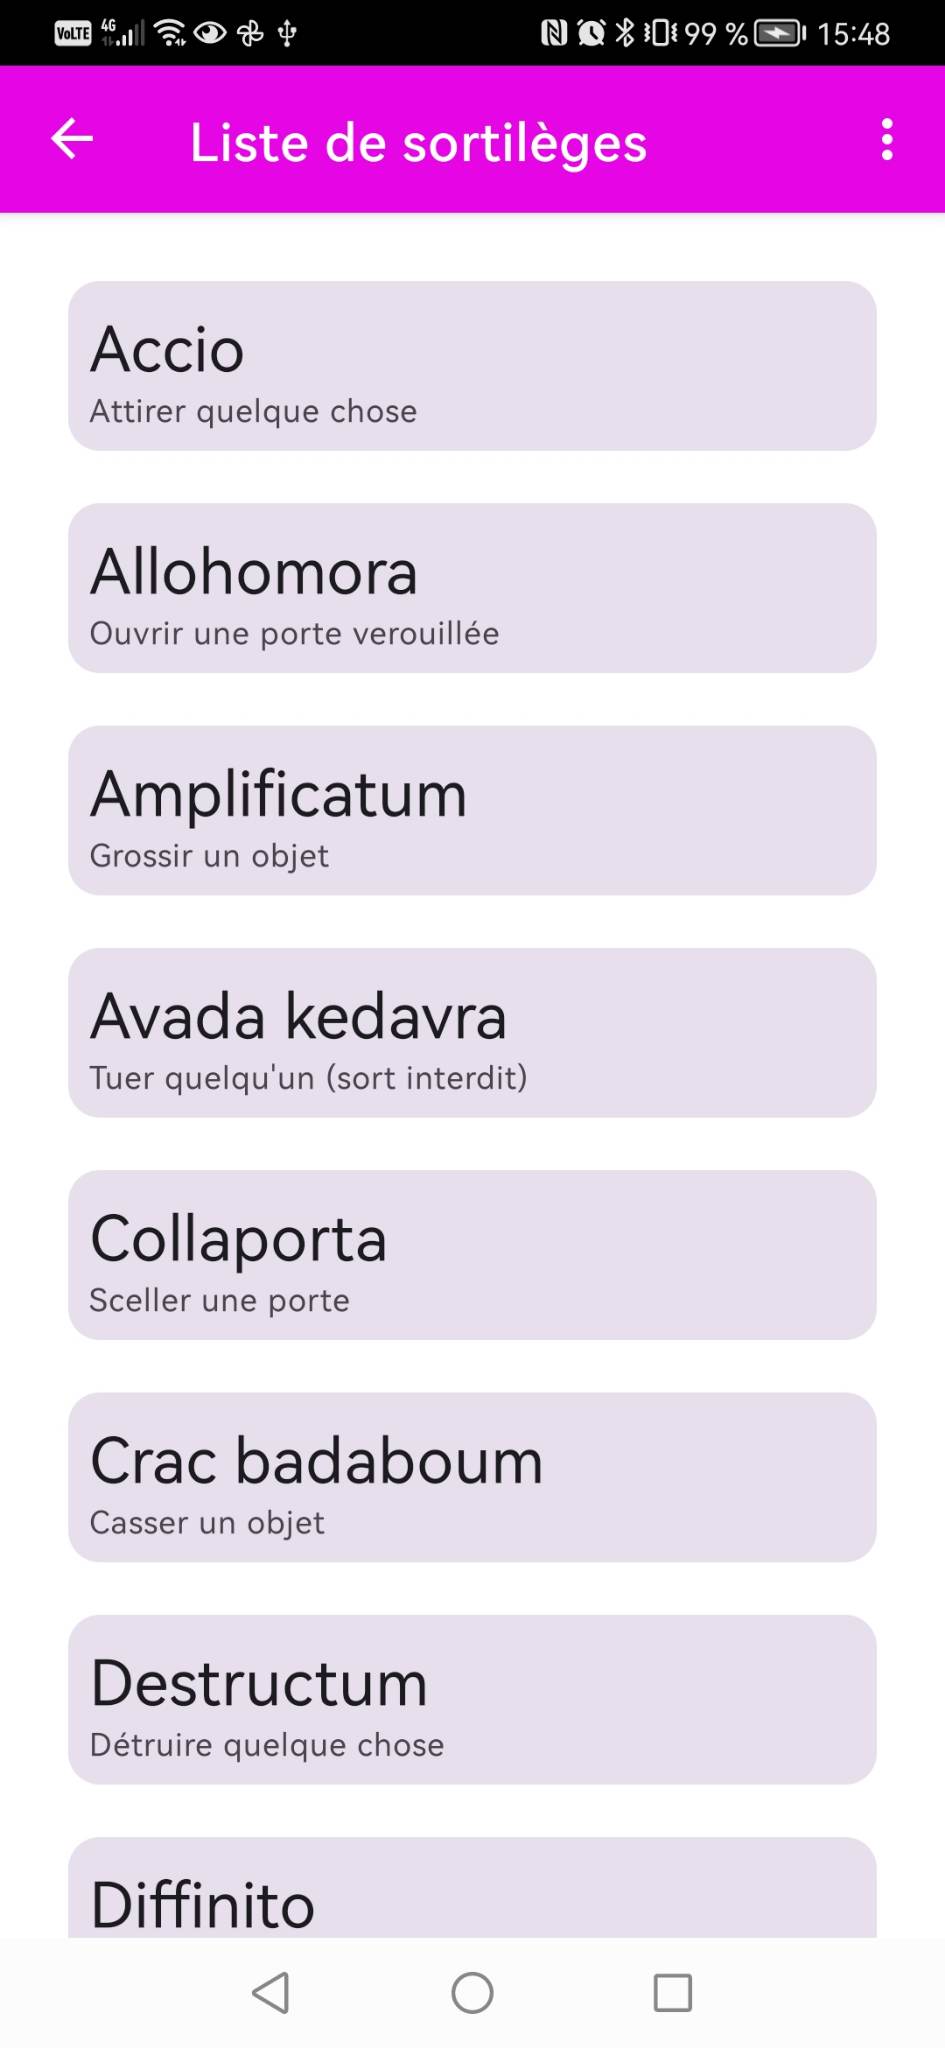 VoLTE 4G 99 % 15:48
Liste de sortilèges
Accio
Attirer quelque chose
Allohomora
Ouvrir une porte verouillée
Amplificatum
Grossir un objet
Avada kedavra
Tuer quelqu'un (sort interdit)
Collaporta
Sceller une porte
Crac badaboum
Casser un objet
Destructum
Détruire quelque chose
Diffinito